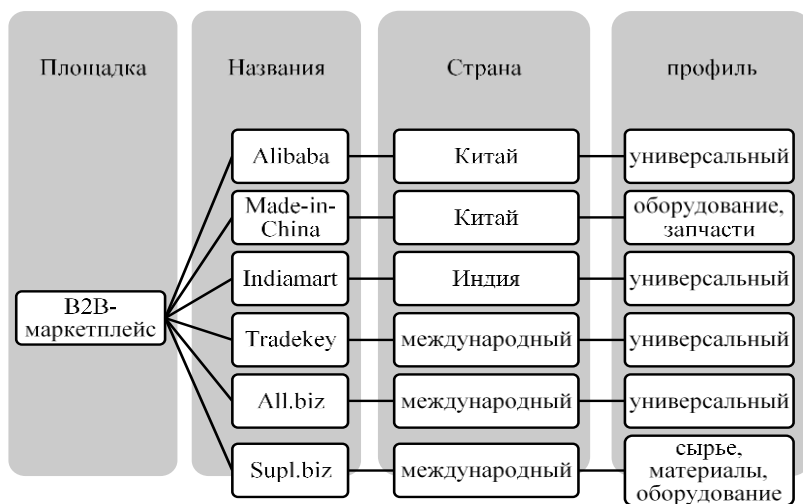 Площадка
Названия
Страна
профиль
Alibaba
Китай
универсальный
Made-in-
China
Китай
оборудование,
запчасти
Indiamart
Индия
универсальный
B2B-
маркетплейс
Tradekey
международный
универсальный
All.biz
международный
универсальный
Supl.biz
международный
сырье,
материалы,
оборудование